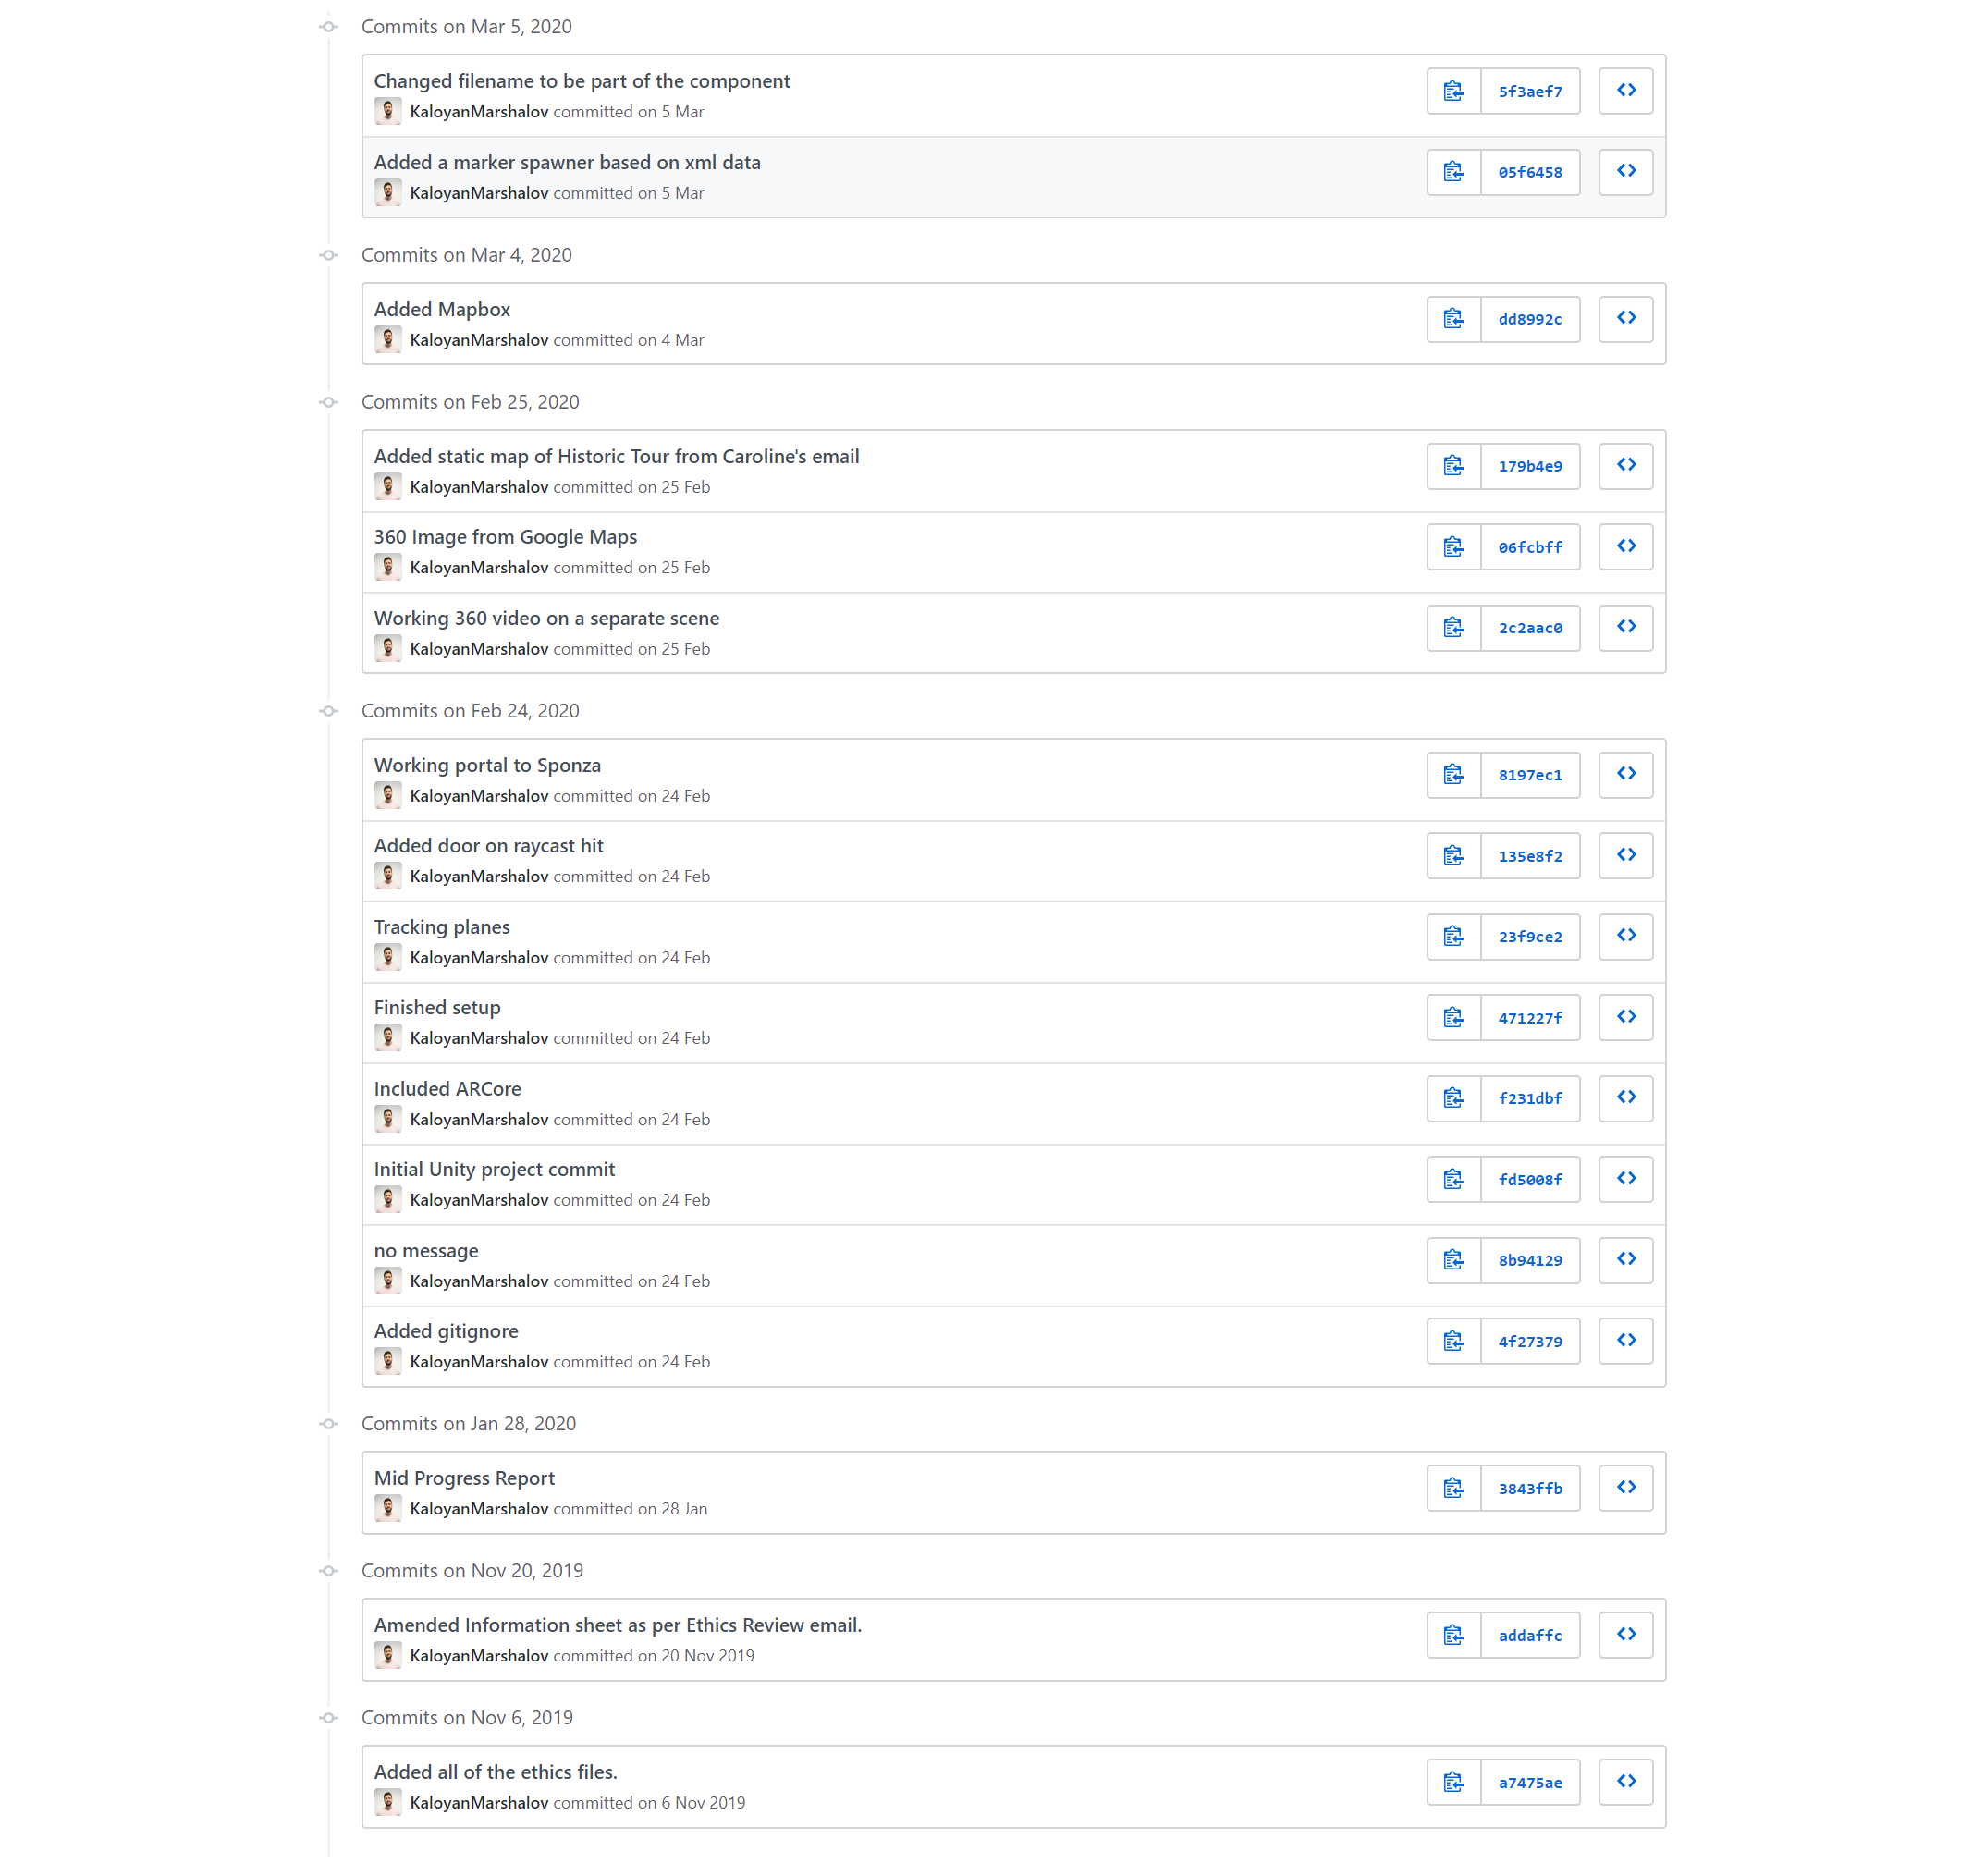 Commits on Mar 5, 2020
Changed filename to be part of the component
5f3aef7
KaloyanMarshalov committed on 5 Mar
Added a marker spawner based on xml data
05f6458
KaloyanMarshalov committed on 5 Mar
Commits on Mar 4, 2020
Added Mapbox
dd8992c
KaloyanMarshalov committed on 4 Mar
Commits on Feb 25, 2020
Added static map of Historic Tour from Caroline's email
179b4e9
KaloyanMarshalov committed on 25 Feb
360 Image from Google Maps
06fcbff
KaloyanMarshalov committed on 25 Feb
Working 360 video on a separate scene
2c2aac0
KaloyanMarshalov committed on 25 Feb
Commits on Feb 24, 2020
Working portal to Sponza
8197ec1
KaloyanMarshalov committed on 24 Feb
Added door on raycast hit
135e8f2
KaloyanMarshalov committed on 24 Feb
Tracking planes
23f9ce2
KaloyanMarshalov committed on 24 Feb
Finished setup
471227f
KaloyanMarshalov committed on 24 Feb
Included ARCore
f231dbf
KaloyanMarshalov committed on 24 Feb
Initial Unity project commit
fd5008f
KaloyanMarshalov committed on 24 Feb
no message
8b94129
KaloyanMarshalov committed on 24 Feb
Added gitignore
4f27379
KaloyanMarshalov committed on 24 Feb
Commits on Jan 28, 2020
Mid Progress Report
3843ffb
KaloyanMarshalov committed on 28 Jan
Commits on Nov 20, 2019
Amended Information sheet as per Ethics Review email.
addaffc
KaloyanMarshalov committed on 20 Nov 2019
Commits on Nov 6, 2019
Added all of the ethics files.
a7475ae
KaloyanMarshalov committed on 6 Nov 2019